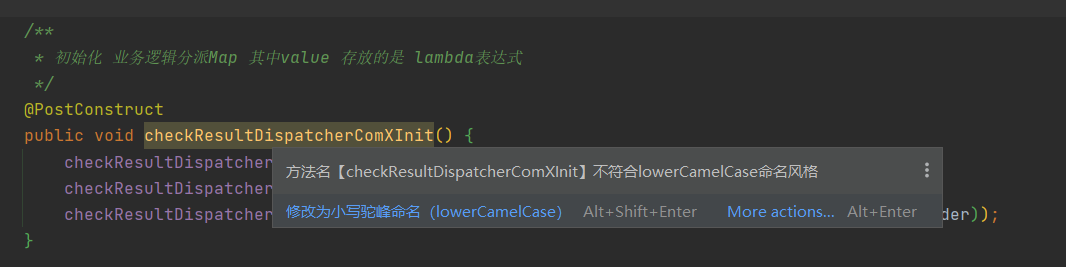 /**
* 初始化 业务逻辑分派Map 其中value 存放的是 lambda表达式
*/
@PostConstruct
public void checkResultDispatcherComXInit() {
checkResultDispatcher
方法名【checkResultDispatcherComXInit】不符合lowerCamelCase命名风格
checkResultDispatcher
checkResultDispatcher
修改为小写驼峰命名（lowerCamelCase） Alt+Shift+Enter More actions... Alt+Enter
der));
}